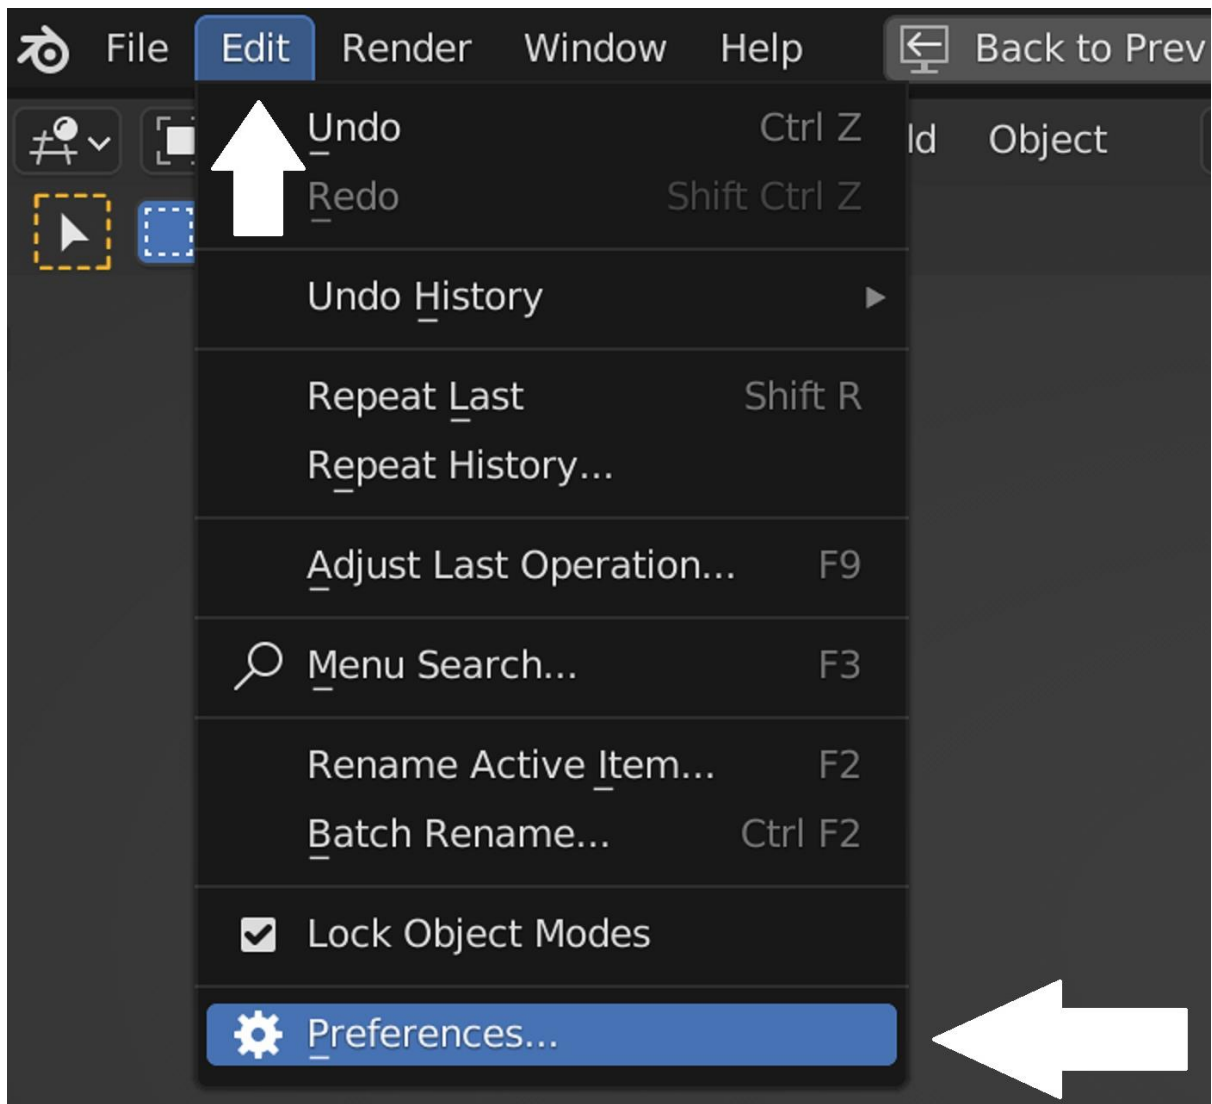 File Edit Render Window Help Back to Prev
ld Object
Undo Ctrl Z
Redo Shift Ctrl Z
Undo History
Repeat Last Shift R
Repeat History...
Adjust Last Operation... F9
Menu Search... F3
Rename Active Item... F2
Batch Rename... Ctrl F2
Lock Object Modes
Preferences...